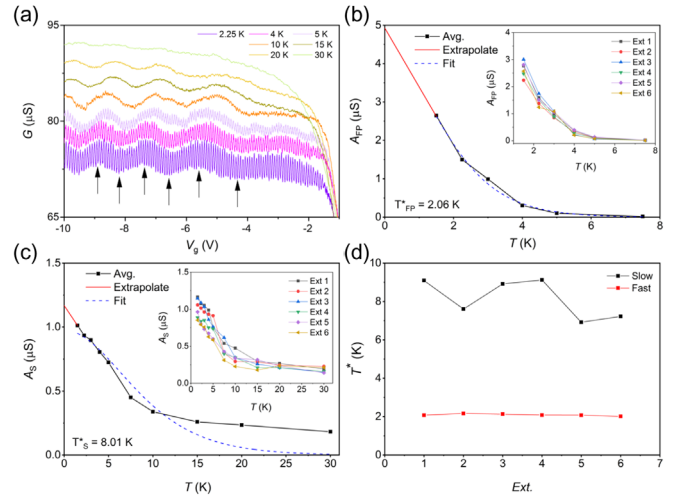 (a)
95
85
75
65
G (μS)
2.25 K 4 K 5 K
10 K 15 K
20 K 30 K
-10 -8 -6 -4 -2
Vg (V)
(b)
5
4
3
2
1
0
AFP (μS)
Avg.
Extrapolate
Fit
T*FP = 2.06 K
0 2 4 6 8
T (K)
4
3
2
1
0
AFP (μS)
Ext 1
Ext 2
Ext 3
Ext 4
Ext 5
Ext 6
2 4 6 8
T (K)
(c)
1.5
1.0
0.5
0.0
AS (μS)
Avg.
Extrapolate
Fit
T*S = 8.01 K
0 5 10 15 20 25 30
T (K)
1.5
1.0
0.5
0.0
AS (μS)
Ext 1
Ext 2
Ext 3
Ext 4
Ext 5
Ext 6
0 5 10 15 20 25 30
T (K)
(d)
10
8
6
4
2
0
T* (K)
Slow
Fast
0 1 2 3 4 5 6 7
Ext.